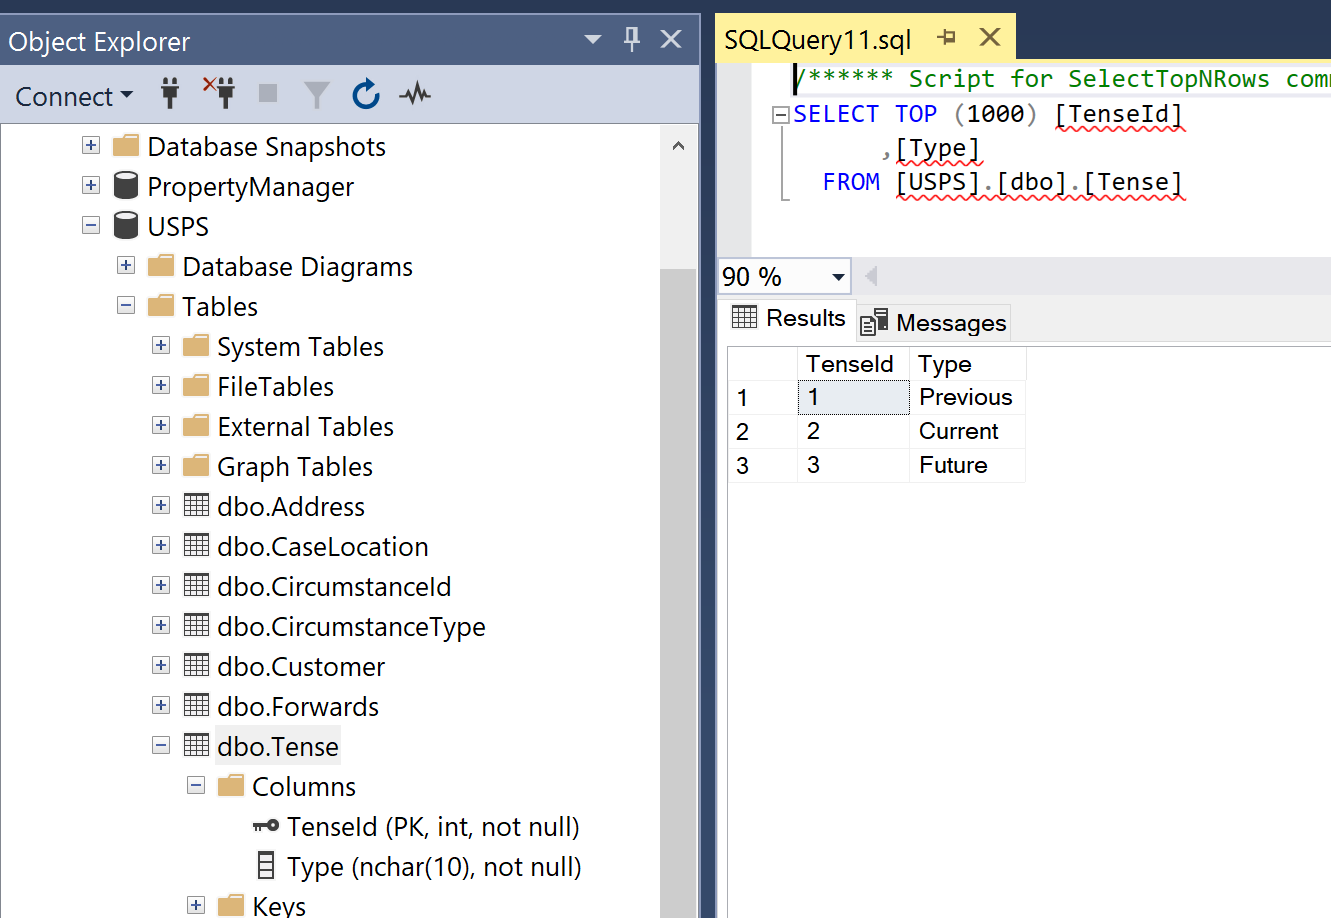 Object Explorer
Connect
Database Snapshots
PropertyManager
USPS
Database Diagrams
Tables
System Tables
FileTables
External Tables
Graph Tables
dbo.Address
dbo.CaseLocation
dbo.CircumstanceId
dbo.CircumstanceType
dbo.Customer
dbo.Forwards
dbo.Tense
Columns
TenseId (PK, int, not null)
Type (nchar(10), not null)
Keys
SQLQuery11.sql
/****** Script for SelectTopNRows com
SELECT TOP (1000) [TenseId]
,[Type]
FROM [USPS].[dbo].[Tense]
90 %
Results Messages
TenseId Type
1 1 Previous
2 2 Current
3 3 Future